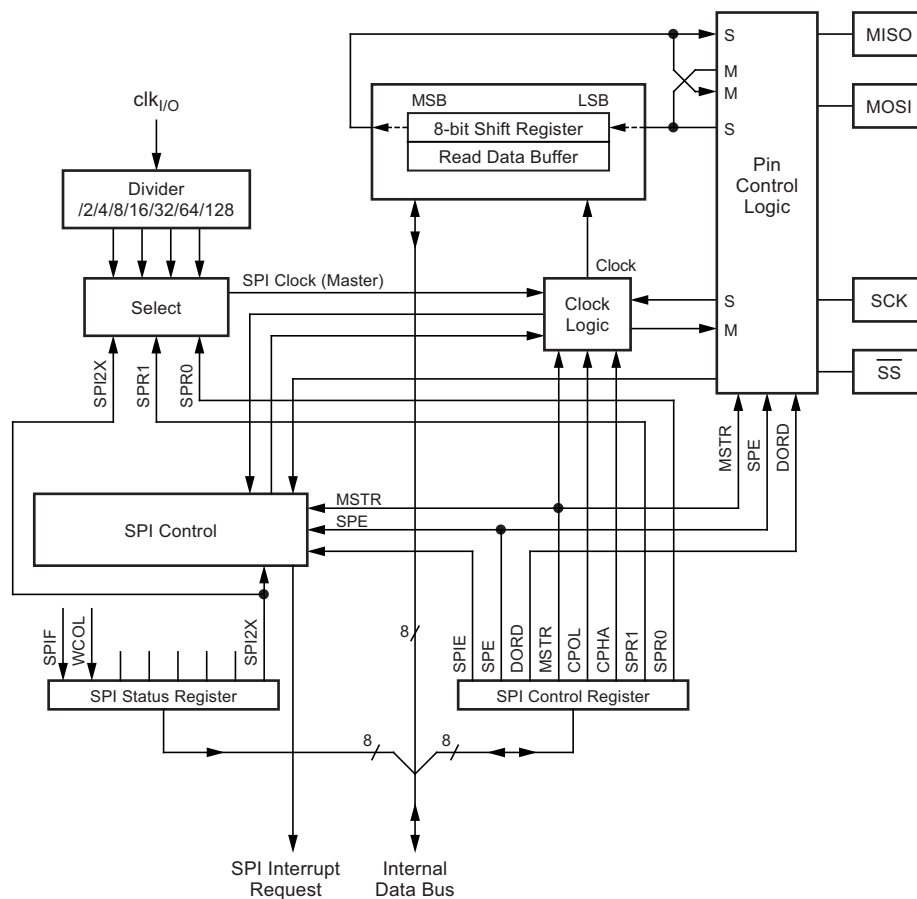 S
MISO
M
M
MOSI
S
clkI/O
MSB
LSB
8-bit Shift Register
Read Data Buffer
Pin
Control
Logic
Divider
/2/4/8/16/32/64/128
Clock
SPI Clock (Master)
Select
Clock
Logic
S
SCK
M
SS
SPI2X
SPR1
SPR0
MSTR
SPE
DORD
MSTR
SPE
SPI Control
SPIF
WCOL
SPI2X
8
SPIE
SPE
DORD
MSTR
CPOL
CPHA
SPR1
SPR0
SPI Status Register
SPI Control Register
8
8
SPI Interrupt
Request
Internal
Data Bus